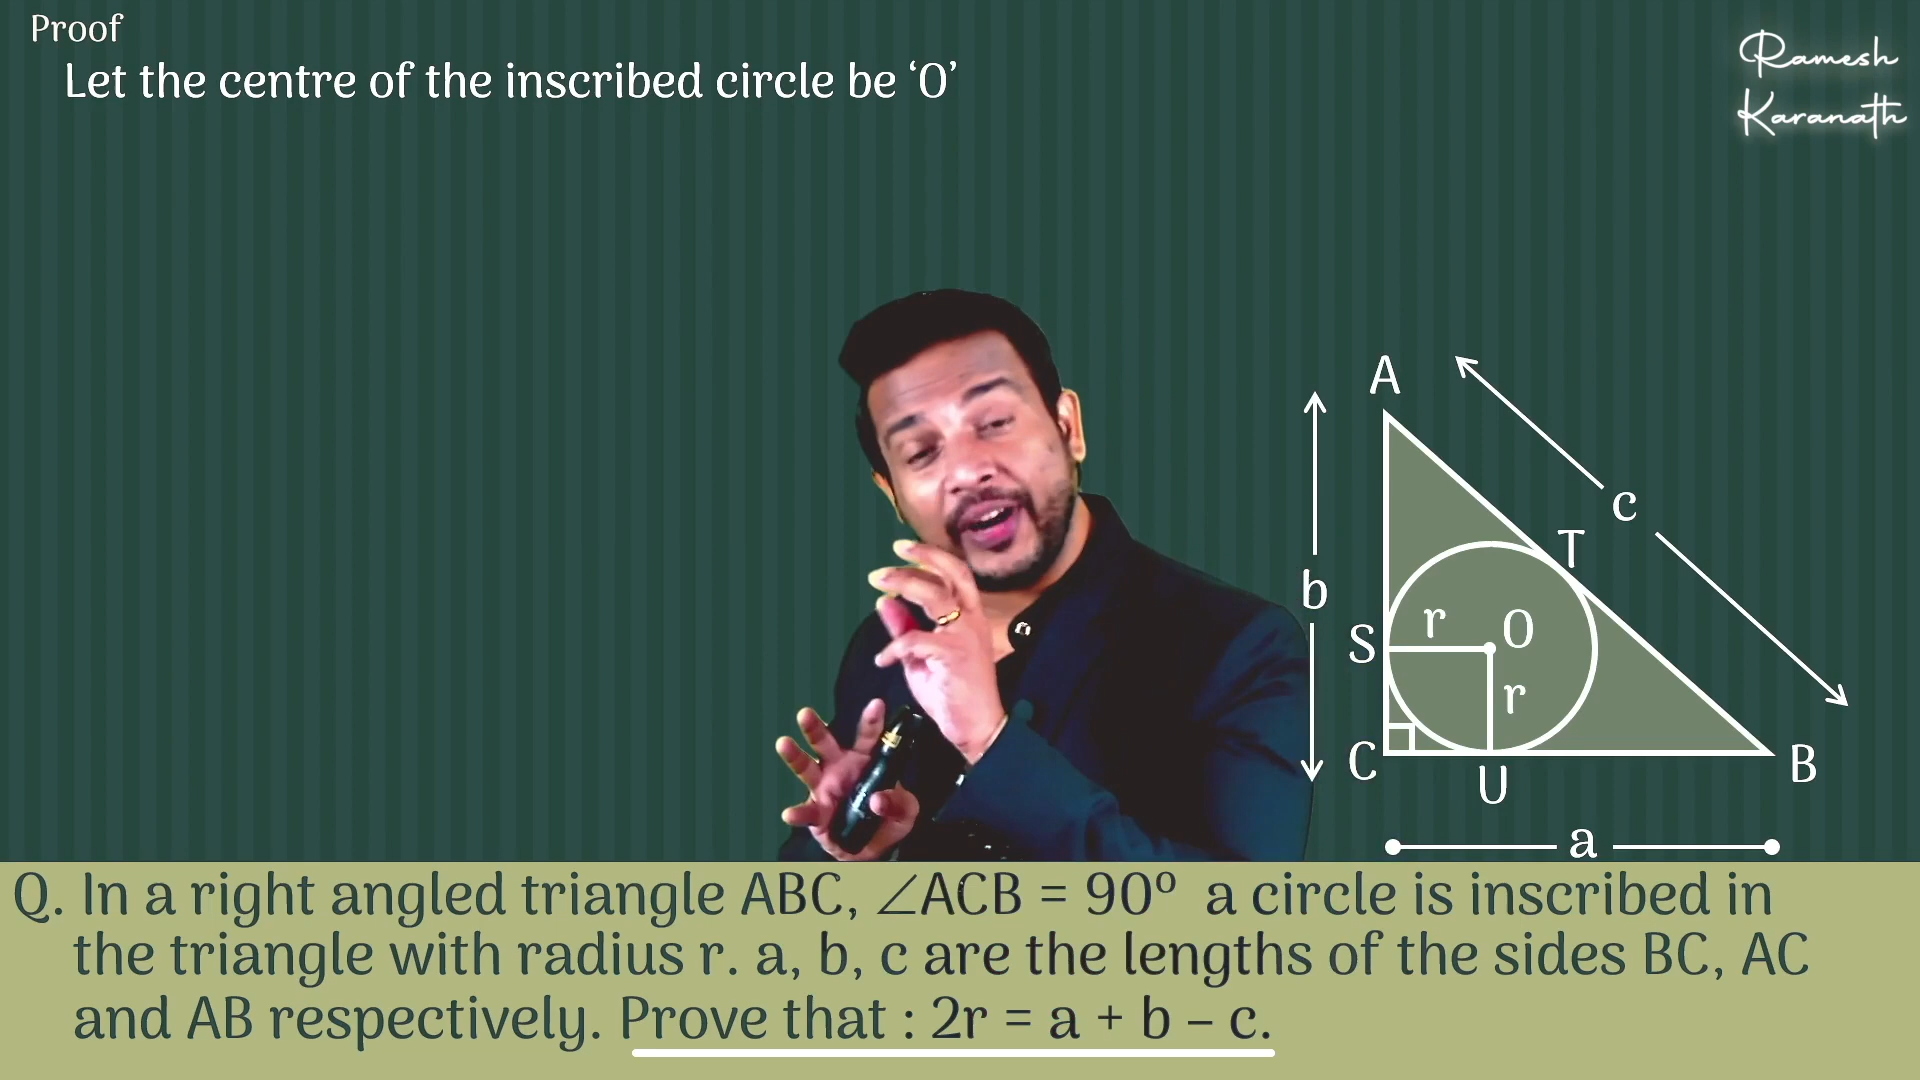 Proof
Let the centre of the inscribed circle be ‘O’
Ramesh
Karanath
A
c
T
b
S
r
O
r
C
U
B
a
Q. In a right angled triangle ABC, ∠ACB = 90º a circle is inscribed in
the triangle with radius r. a, b, c are the lengths of the sides BC, AC
and AB respectively. Prove that : 2r = a + b – c.